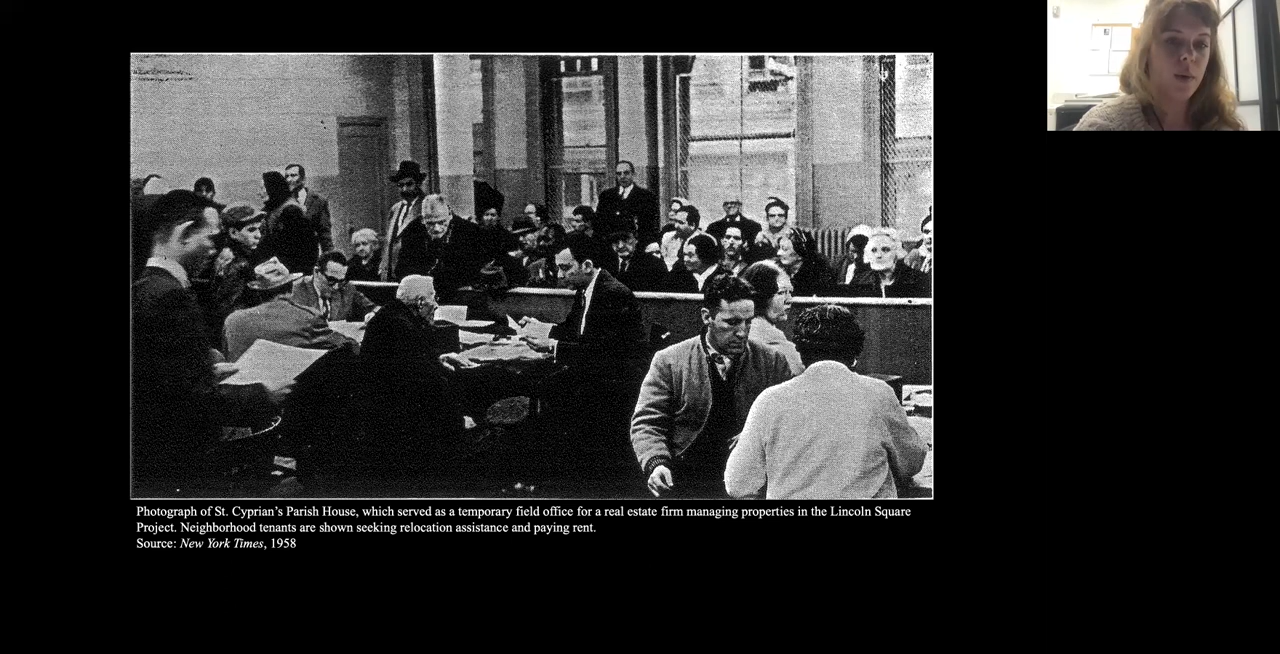 Photograph of St. Cyprian's Parish House, which served as a temporary field office for a real estate firm managing properties in the Lincoln Square
Project. Neighborhood tenants are shown seeking relocation assistance and paying rent.
Source: New York Times, 1958